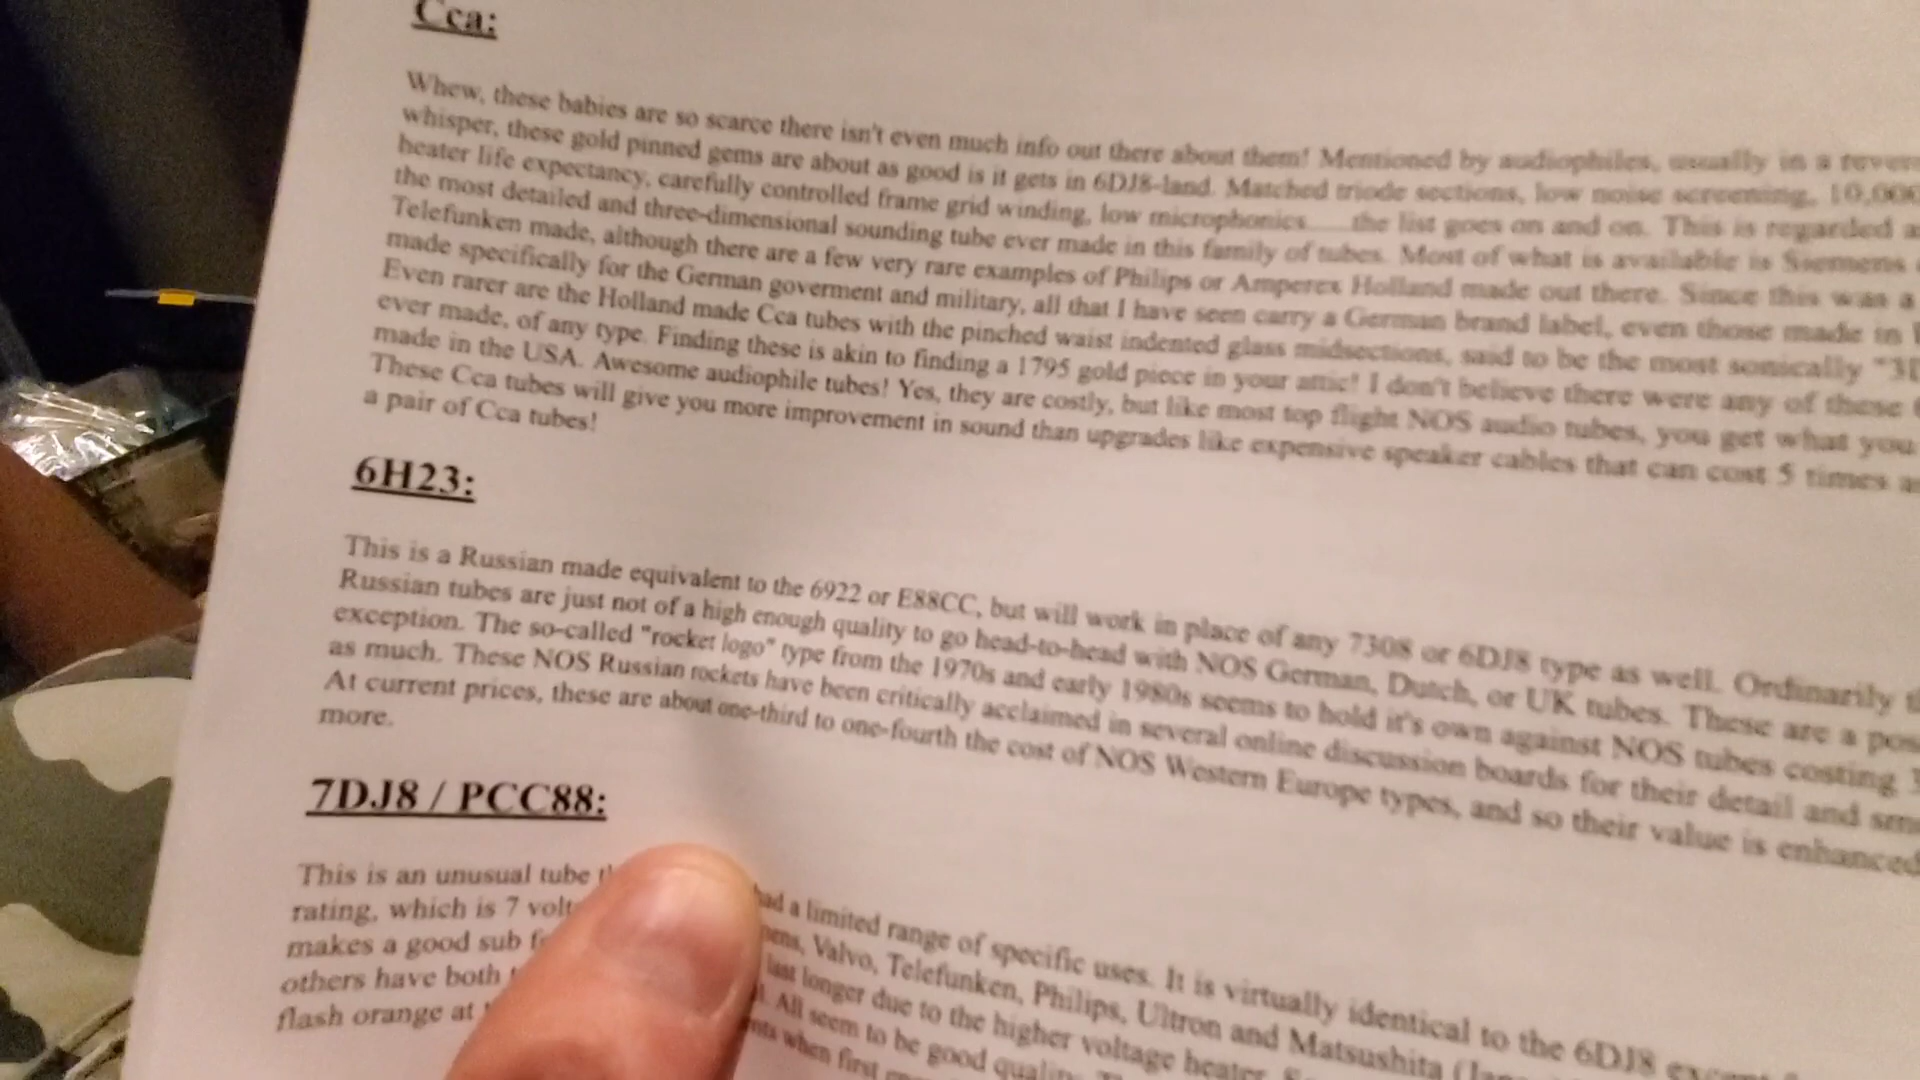 Cca:
Whew, these babies are so scarce there isn't even much info out there about them! Mentioned by audiophiles, usually in a
whisper, these gold pinned gems are about as good is it gets in 6DJ8-land. Matched triode sections, low noise screening, 10,000
heater life expectancy, carefully controlled frame grid winding, low microphonics.....the list goes on and on. This is regarded
the most detailed and three-dimensional sounding tube ever made in this family of tubes. Most of what is available is Siemens
Telefunken made, although there are a few very rare examples of Philips or Amperex Holland made out there. Since this was a
made specifically for the German goverment and military, all that I have seen carry a German brand label, even those made in
Even rarer are the Holland made Cca tubes with the pinched waist indented glass midsections, said to be the most sonically "3D
ever made, of any type. Finding these is akin to finding a 1795 gold piece in your attic! I don't believe there were any of these
made in the USA. Awesome audiophile tubes! Yes, they are costly, but like most top flight NOS audio tubes, you get what you
These Cca tubes will give you more improvement in sound than upgrades like expensive speaker cables that can cost 5 times
a pair of Cca tubes!
6H23:
This is a Russian made equivalent to the 6922 or E88CC, but will work in place of any 7308 or 6DJ8 type as well. Ordinarily
Russian tubes are just not of a high enough quality to go head-to-head with NOS German, Dutch, or UK tubes. These are a
exception. The so-called "rocket logo" type from the 1970s and early 1980s seems to hold it's own against NOS tubes costing
as much. These NOS Russian rockets have been critically acclaimed in several online discussion boards for their detail and
At current prices, these are about one-third to one-fourth the cost of NOS Western Europe types, and so their value is enhanced
more.
7DJ8 / PCC88:
This is an unusual tube had a limited range of specific uses. It is virtually identical to the 6DJ8
rating, which is 7 volt Valvo, Telefunken, Philips, Ultron and Matsushita
makes a good sub last longer due to the higher voltage heater.
others have both All seem to be good
flash orange at when first